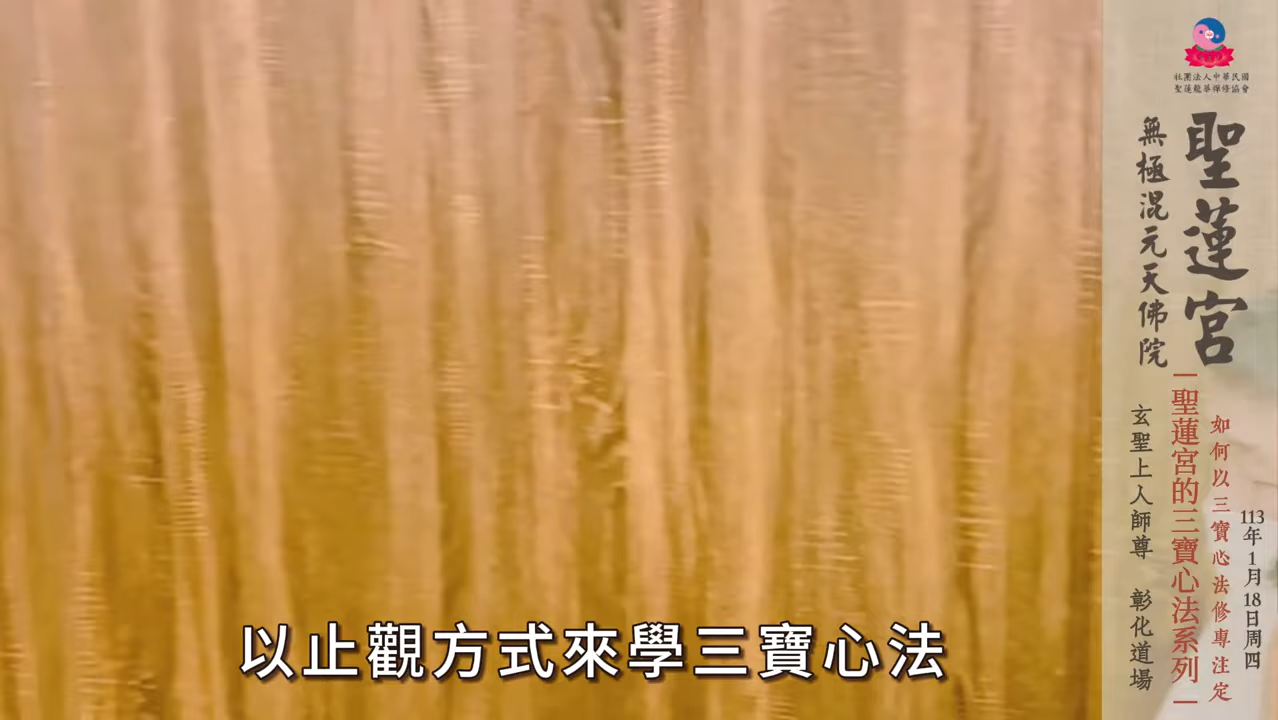 社團法人中華民國
聖蓮龍華禪修協會
聖蓮宮
無極混元天佛院
113年1月18日周四
如何以三寶心法修專注定
聖蓮宮的三寶心法系列
玄聖上人師尊 彰化道場
以止觀方式來學三寶心法